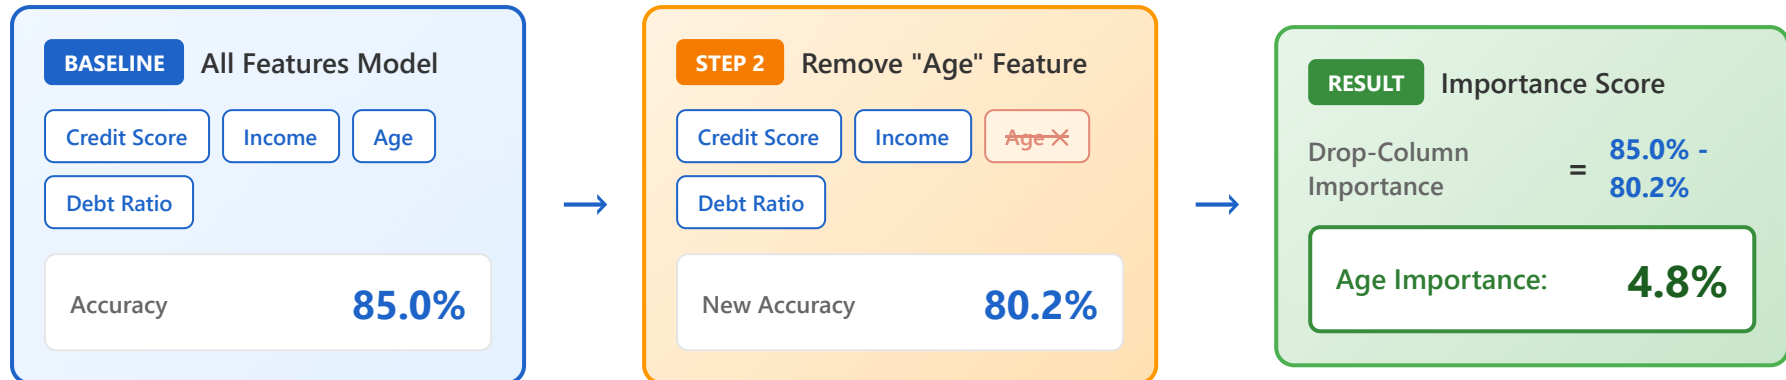 BASELINE All Features Model
Credit Score Income Age
Debt Ratio
Accuracy 85.0%
→
STEP 2 Remove "Age" Feature
Credit Score Income Age ✕
Debt Ratio
New Accuracy 80.2%
→
RESULT Importance Score
Drop-Column
Importance
=
85.0% -
80.2%
Age Importance: 4.8%